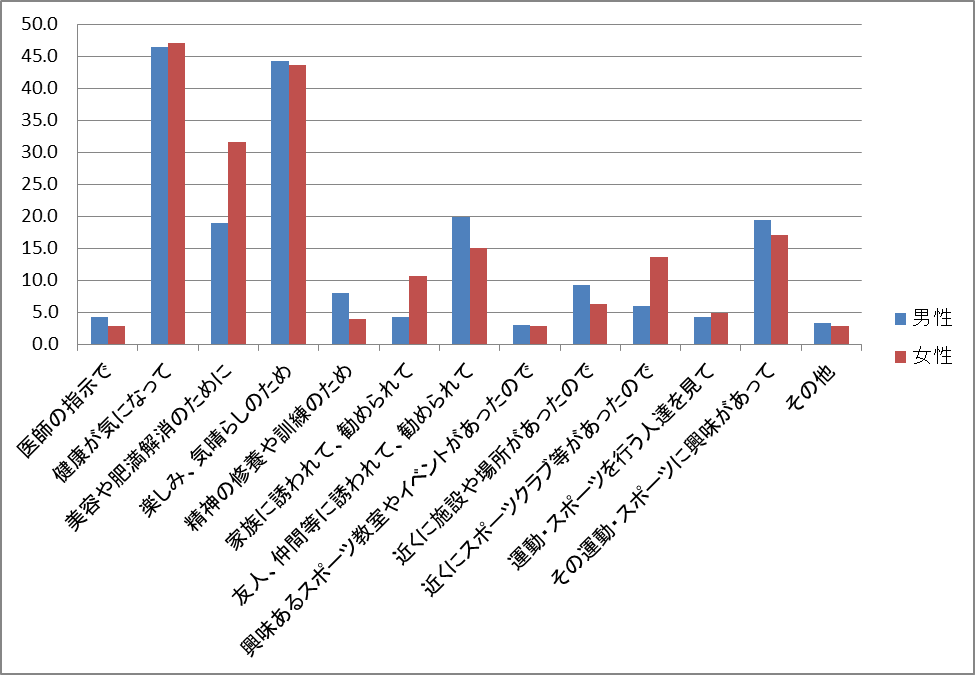 50.0
45.0
40.0
35.0
30.0
25.0
20.0
15.0
10.0
5.0
0.0
医師の指示で
健康が気になって
美容や肥満解消のために
楽しみ、気晴らしのため
精神の修養や訓練のため
家族に誘われて、勧められて
友人、仲間等に誘われて、勧められて
興味あるスポーツ教室やイベントがあったので
近くに施設や場所があったので
近くにスポーツクラブ等があったので
運動・スポーツを行う人達を見て
その運動・スポーツに興味があって
その他
男性
女性